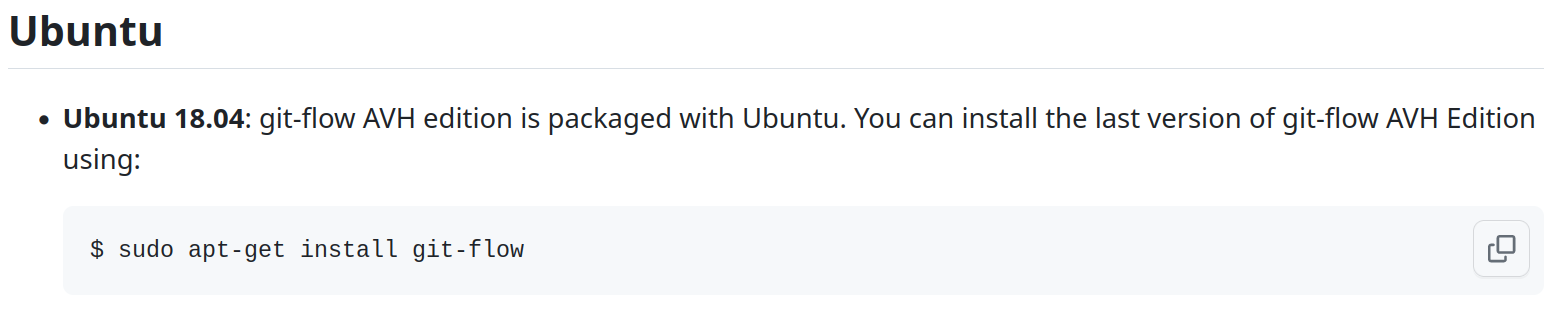 Ubuntu
Ubuntu 18.04: git-flow AVH edition is packaged with Ubuntu. You can install the last version of git-flow AVH Edition
using:
$ sudo apt-get install git-flow